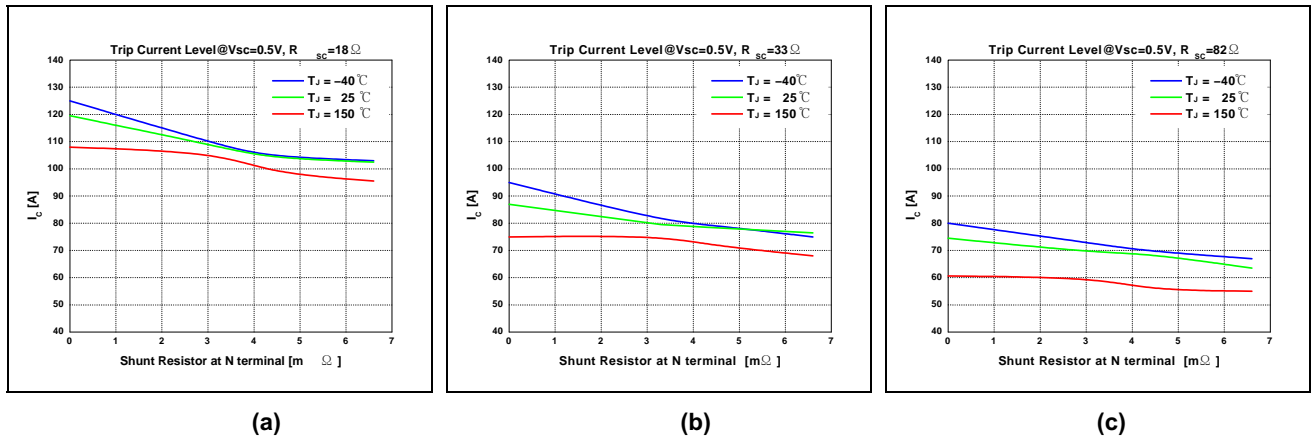 Trip Current Level@Vsc=0.5V, R SC=18Ω
140
130
120
110
100
90
80
70
60
50
40
IC [A]
TJ = −40℃
TJ = 25℃
TJ = 150℃
0 1 2 3 4 5 6 7
Shunt Resistor at N terminal [m Ω ]
(a)
Trip Current Level@Vsc=0.5V, R SC=33Ω
140
130
120
110
100
90
80
70
60
50
40
IC [A]
TJ = −40℃
TJ = 25℃
TJ = 150℃
0 1 2 3 4 5 6 7
Shunt Resistor at N terminal [mΩ ]
(b)
Trip Current Level@Vsc=0.5V, R SC=82Ω
140
130
120
110
100
90
80
70
60
50
40
IC [A]
TJ = −40℃
TJ = 25℃
TJ = 150℃
0 1 2 3 4 5 6 7
Shunt Resistor at N terminal [mΩ ]
(c)